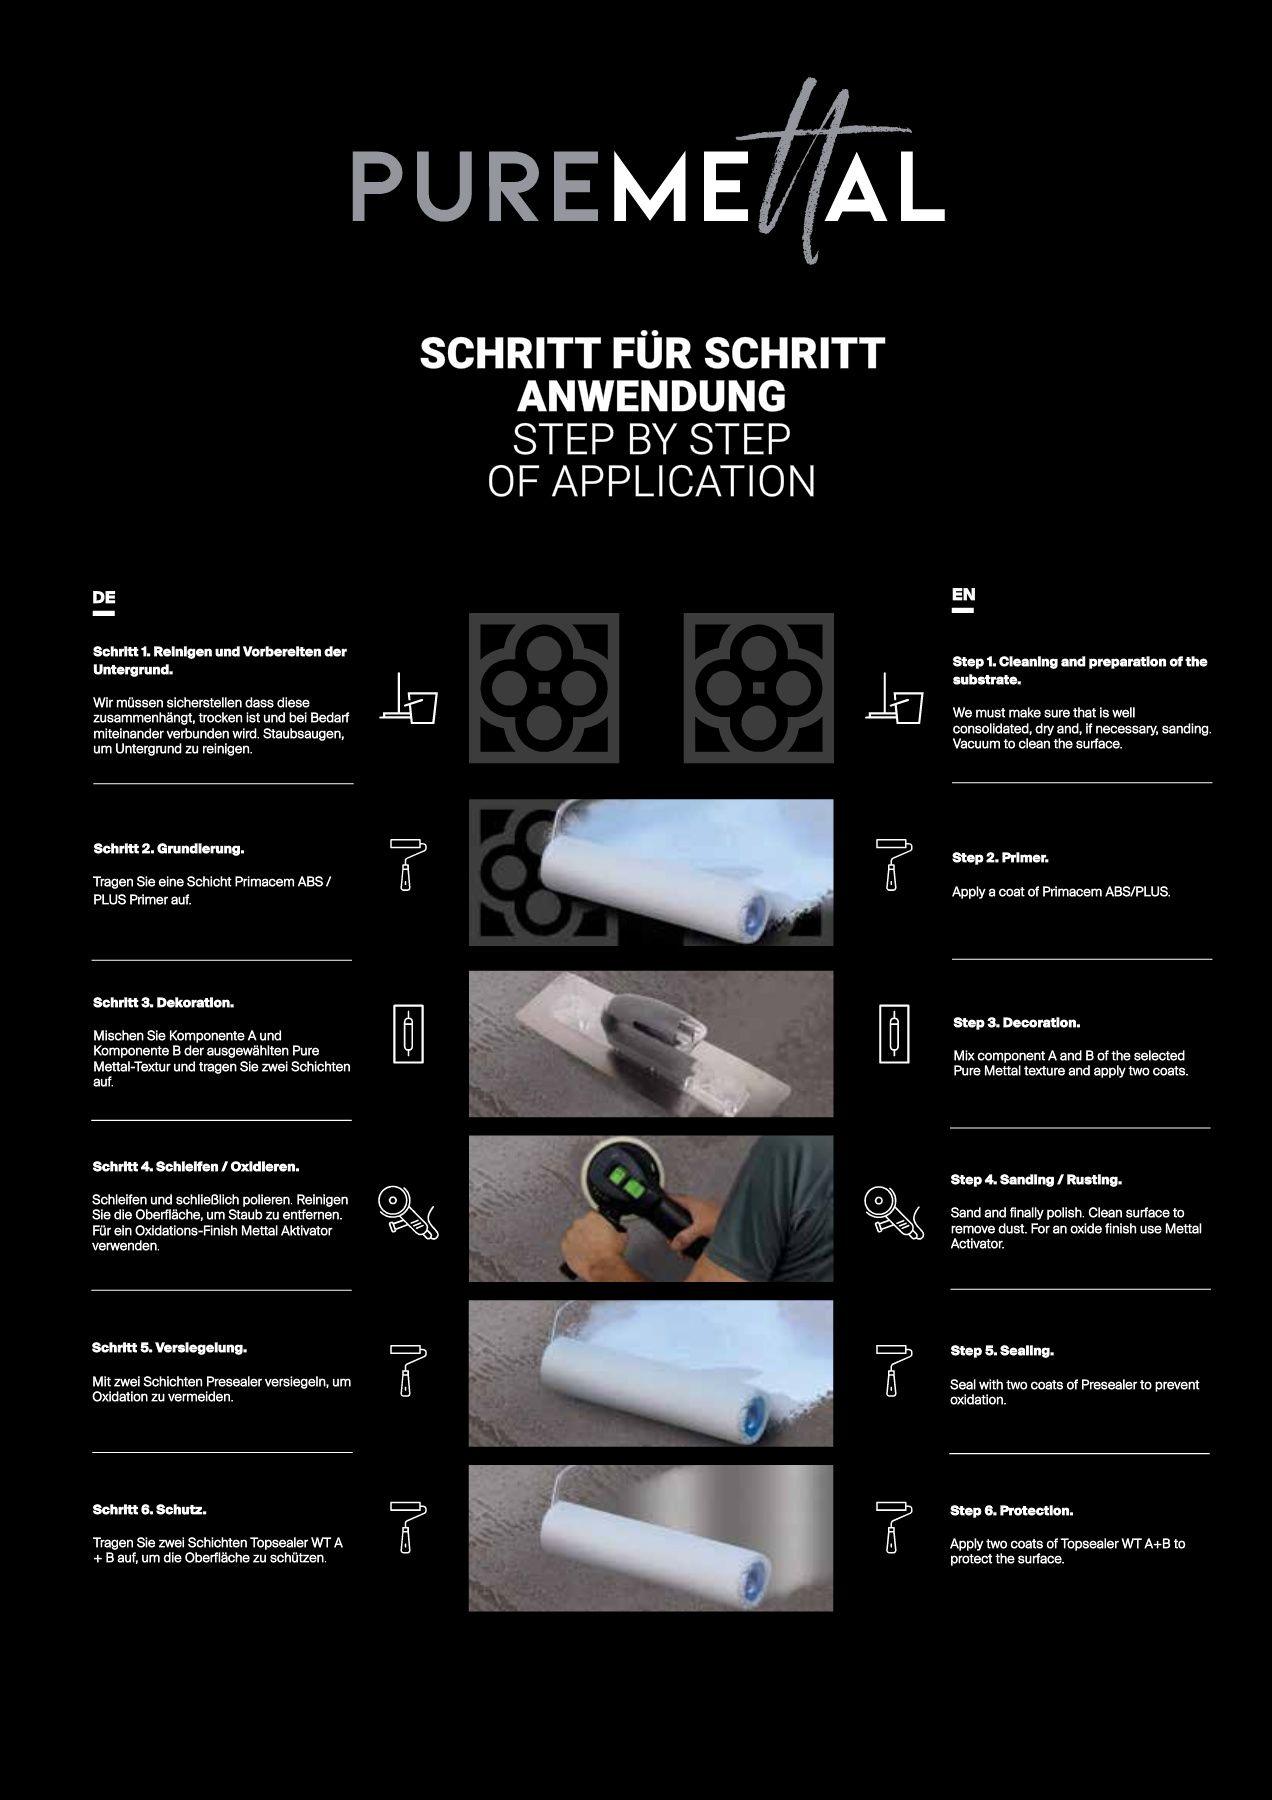 PUREMEttAL
SCHRITT FÜR SCHRITT
ANWENDUNG
STEP BY STEP
OF APPLICATION
DE
Schritt 1. Reinigen und Vorbereiten der
Untergrund.
Wir müssen sicherstellen dass diese
zusammenhängt, trocken ist und bei Bedarf
miteinander verbunden wird. Staubsaugen,
um Untergrund zu reinigen.
Schritt 2. Grundierung.
Tragen Sie eine Schicht Primacem ABS /
PLUS Primer auf.
Schritt 3. Dekoration.
Mischen Sie Komponente A und
Komponente B der ausgewählten Pure
Mettal-Textur und tragen Sie zwei Schichten
auf.
Schritt 4. Schleifen / Oxidieren.
Schleifen und schließlich polieren. Reinigen
Sie die Oberfläche, um Staub zu entfernen.
Für ein Oxidations-Finish Mettal Aktivator
verwenden.
Schritt 5. Versiegelung.
Mit zwei Schichten Presealer versiegeln, um
Oxidation zu vermeiden.
Schritt 6. Schutz.
Tragen Sie zwei Schichten Topsealer WT A
+ B auf, um die Oberfläche zu schützen.
EN
Step 1. Cleaning and preparation of the
substrate.
We must make sure that is well
consolidated, dry and, if necessary, sanding.
Vacuum to clean the surface.
Step 2. Primer.
Apply a coat of Primacem ABS/PLUS.
Step 3. Decoration.
Mix component A and B of the selected
Pure Mettal texture and apply two coats.
Step 4. Sanding / Rusting.
Sand and finally polish. Clean surface to
remove dust. For an oxide finish use Mettal
Activator.
Step 5. Sealing.
Seal with two coats of Presealer to prevent
oxidation.
Step 6. Protection.
Apply two coats of Topsealer WT A+B to
protect the surface.